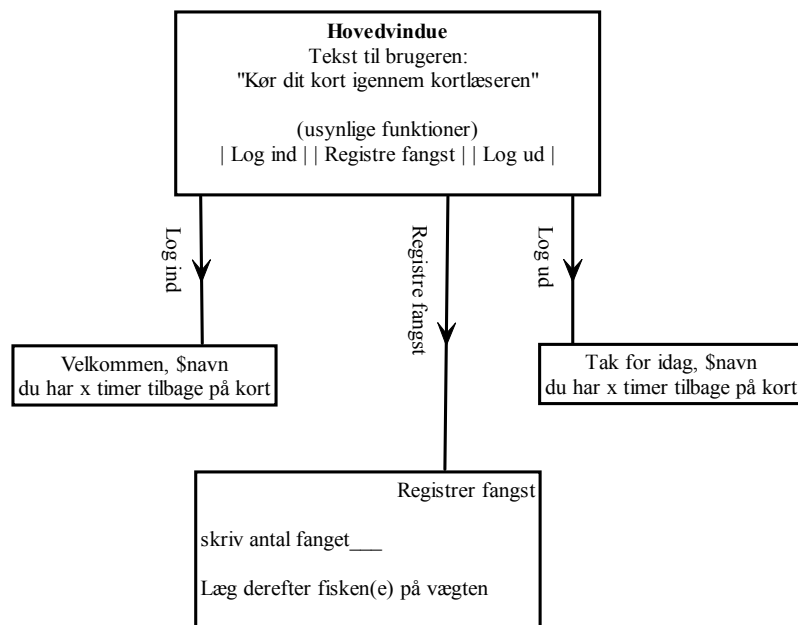 Hovedvindue
Tekst til brugeren:
"Kør dit kort igennem kortlæseren"
(usynlige funktioner)
| Log ind | | Registre fangst | | Log ud |
Log ind
Registre fangst
Log ud
Velkommen, $navn
du har x timer tilbage på kort
Tak for idag, $navn
du har x timer tilbage på kort
Registrer fangst
skriv antal fanget___
Læg derefter fisken(e) på vægten